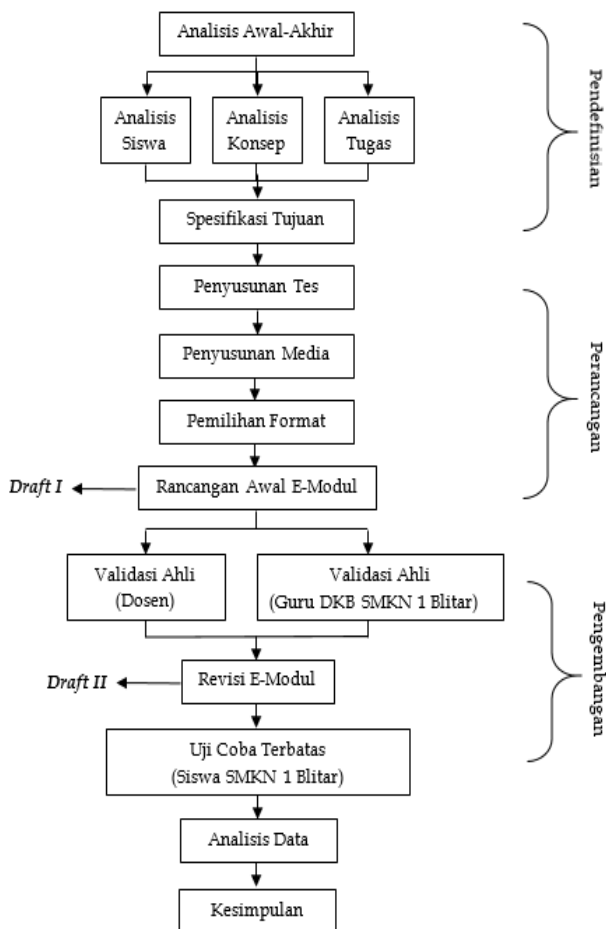 Analisis Awal-Akhir
Analisis
Siswa
Analisis
Konsep
Analisis
Tugas
Spesifikasi Tujuan
Pendefinisian
Penyusunan Tes
Penyusunan Media
Pemilihan Format
Rancangan Awal E-Modul
Draft I
Perancangan
Validasi Ahli
(Dosen)
Validasi Ahli
(Guru DKB SMKN 1 Blitar)
Revisi E-Modul
Draft II
Uji Coba Terbatas
(Siswa SMKN 1 Blitar)
Pengembangan
Analisis Data
Kesimpulan